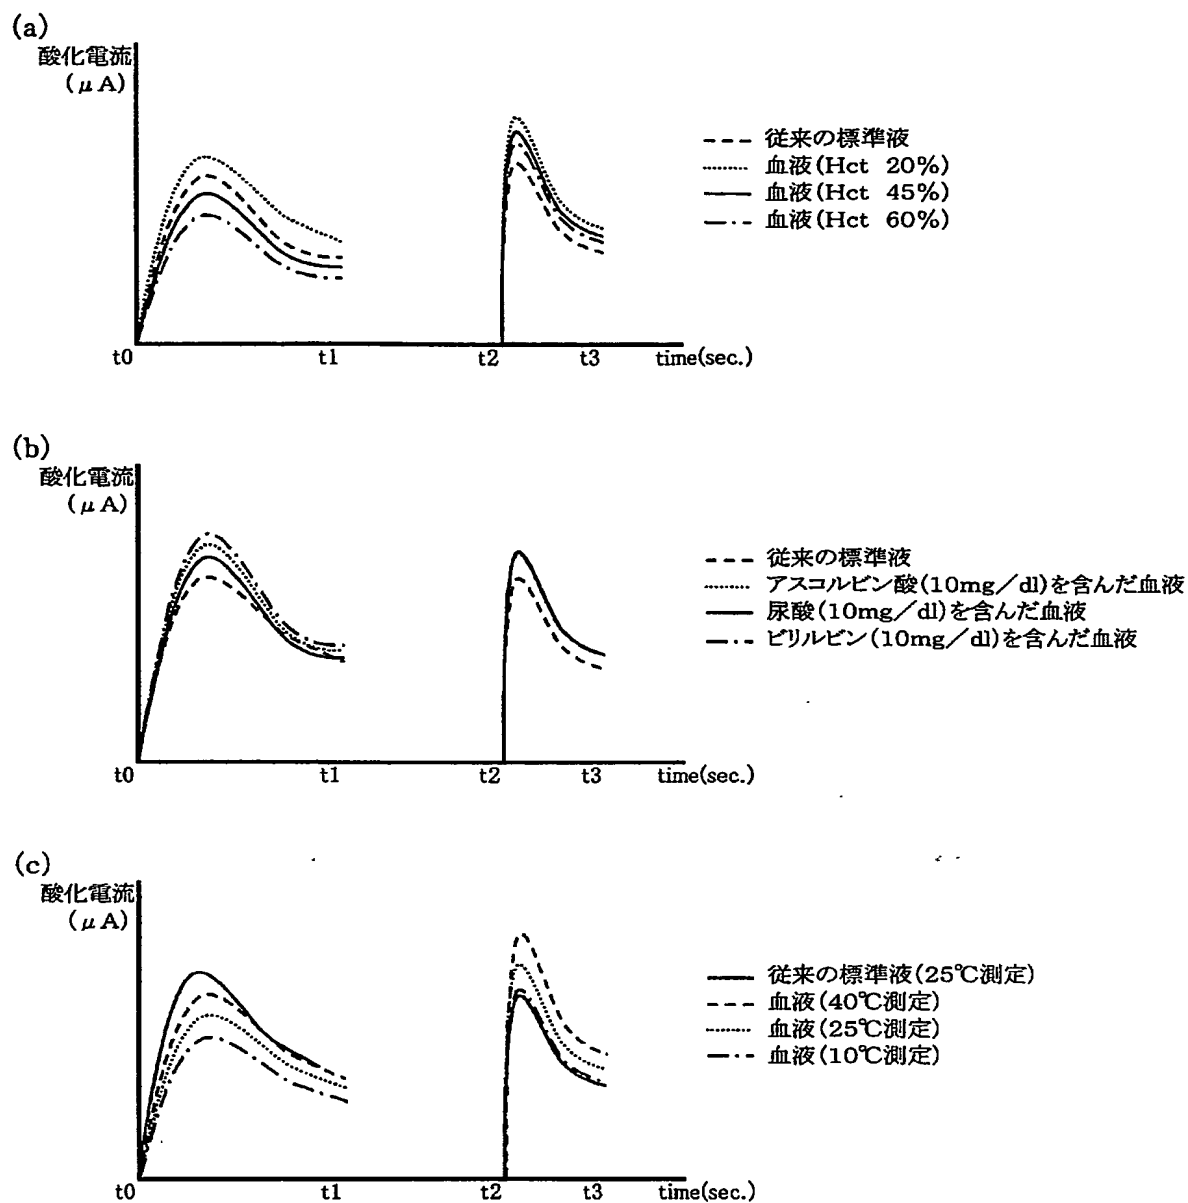 (a)
酸化電流
(μA)
従来の標準液
血液(Hct 20%)
血液(Hct 45%)
血液(Hct 60%)
t0 t1 t2 t3 time(sec.)
(b)
酸化電流
(μA)
従来の標準液
アスコルビン酸(10mg/dl)を含んだ血液
尿酸(10mg/dl)を含んだ血液
ビリルビン(10mg/dl)を含んだ血液
t0 t1 t2 t3 time(sec.)
(c)
酸化電流
(μA)
従来の標準液(25℃測定)
血液(40℃測定)
血液(25℃測定)
血液(10℃測定)
t0 t1 t2 t3 time(sec.)